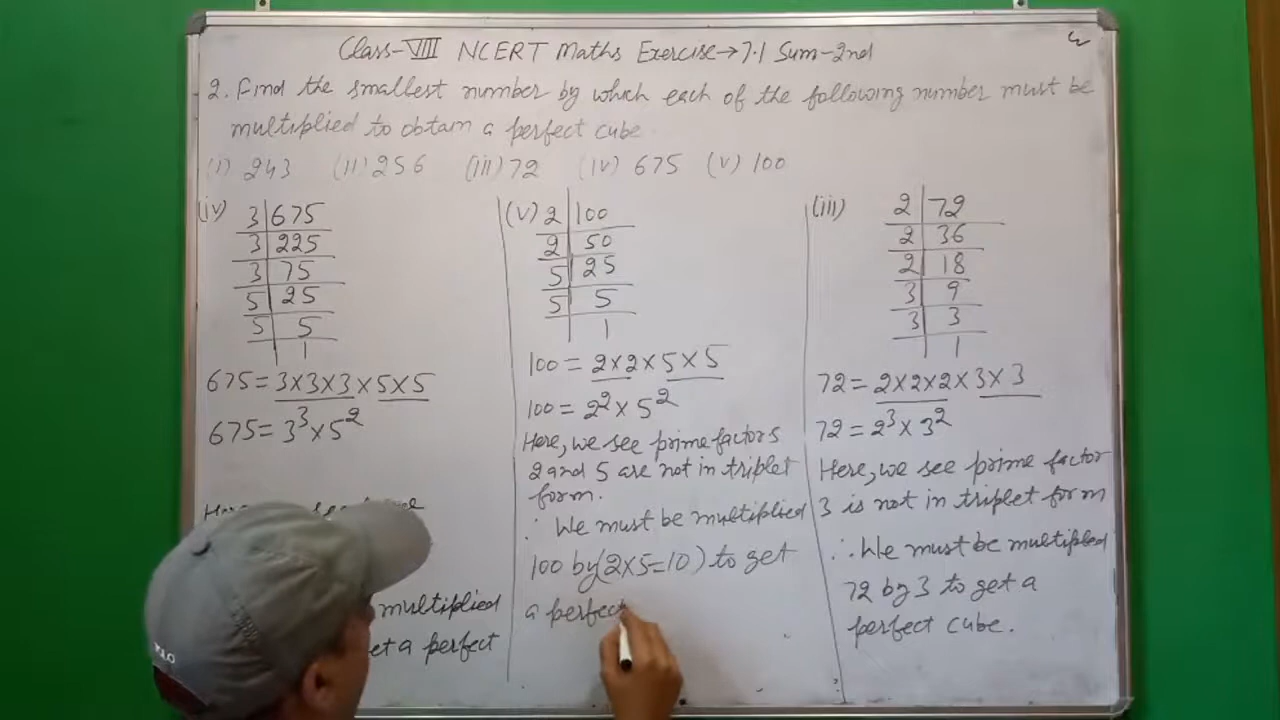 Class-VIII NCERT Maths Exercise→7.1 Sum-2nd
2. Find the smallest number by which each of the following number must be
multiplied to obtain a perfect cube
(i) 243 (ii) 256 (iii) 72 (iv) 675 (v) 100
(iv) 3 675
3 225
3 75
5 25
5 5
1
675 = 3×3×3×5×5
675 = 3³×5²
multiplied
et a perfect
(v) 2 100
2 50
5 25
5 5
1
100 = 2×2×5×5
100 = 2²×5²
Here, we see prime factors
2 and 5 are not in triplet
form.
∴ We must be multiplied
100 by (2×5=10) to get
a perfect
(iii) 2 72
2 36
2 18
3 9
3 3
1
72 = 2×2×2×3×3
72 = 2³×3²
Here, we see prime factor
3 is not in triplet form
∴ We must be multipled
72 by 3 to get a
perfect cube.